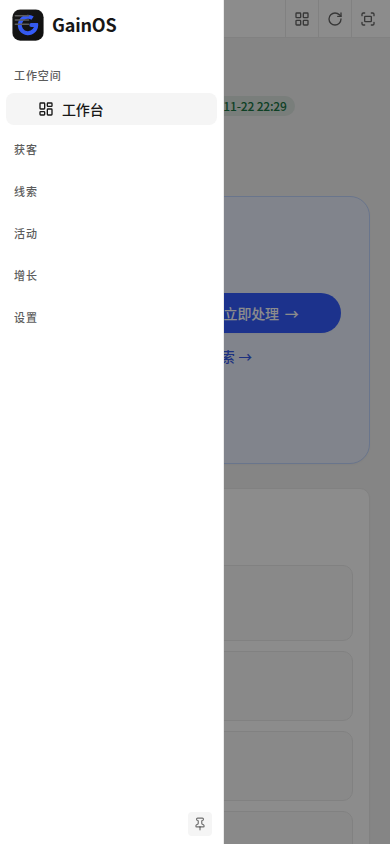 GainOS
工作空间
工作台
获客
线索
活动
增长
设置
11-22 22:29
立即处理 →
索 →